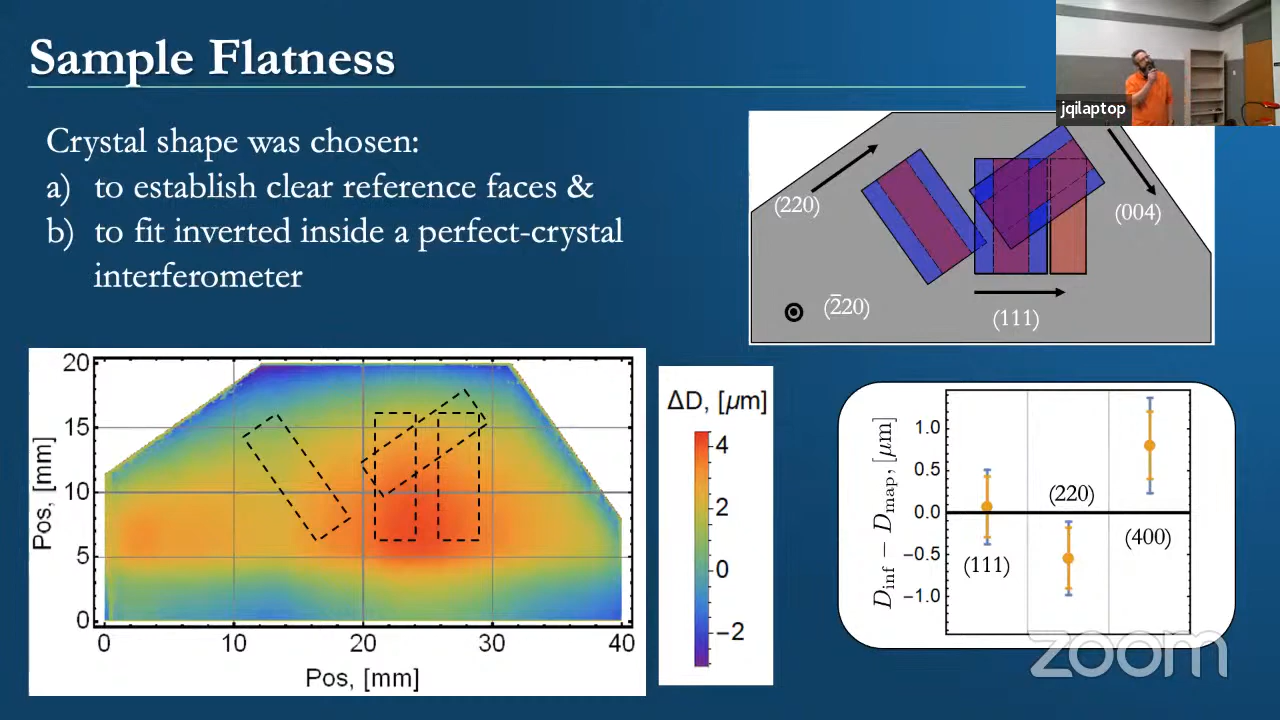 Sample Flatness
jqilaptop
Crystal shape was chosen:
a) to establish clear reference faces &
b) to fit inverted inside a perfect-crystal
interferometer
(220)
(004)
(2̅20)
(111)
20
15
10
5
0
Pos, [mm]
0 10 20 30 40
Pos, [mm]
ΔD, [μm]
4
2
0
−2
D_inf − D_map, [μm]
1.0
0.5
0.0
−0.5
−1.0
(111)
(220)
(400)
zoom